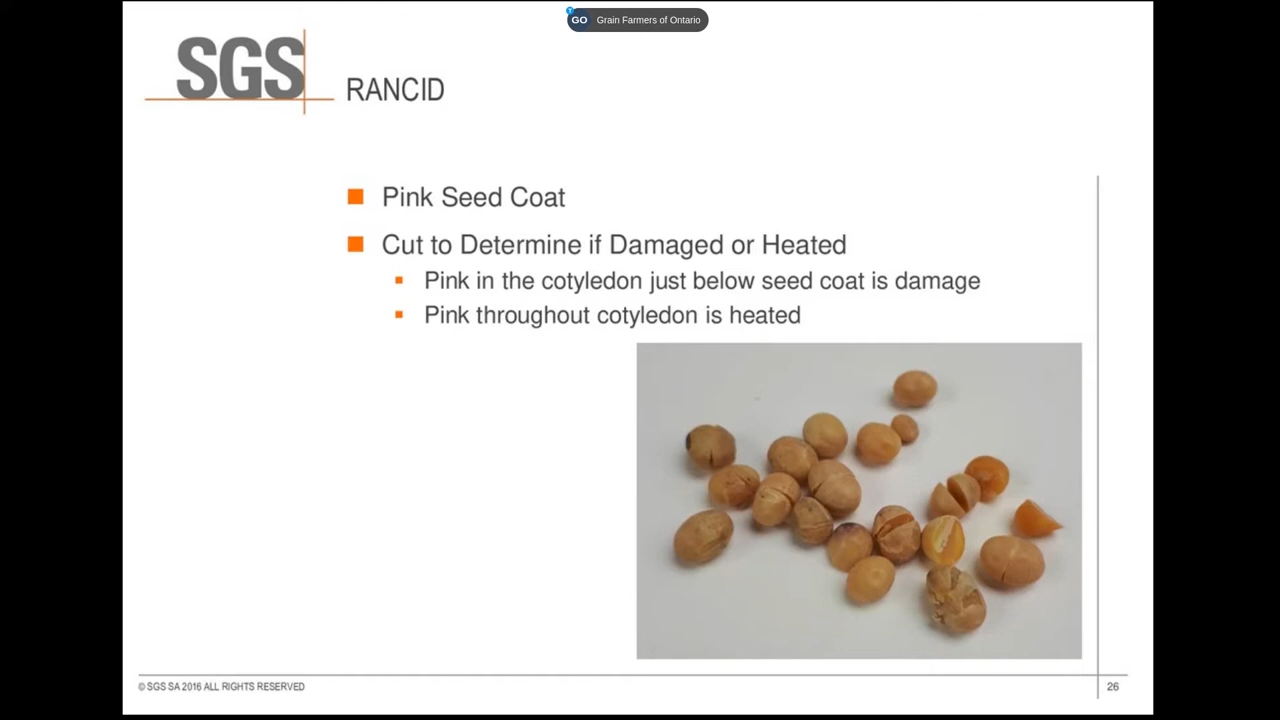 GO Grain Farmers of Ontario
SGS
RANCID
Pink Seed Coat
Cut to Determine if Damaged or Heated
Pink in the cotyledon just below seed coat is damage
Pink throughout cotyledon is heated
© SGS SA 2016 ALL RIGHTS RESERVED
26